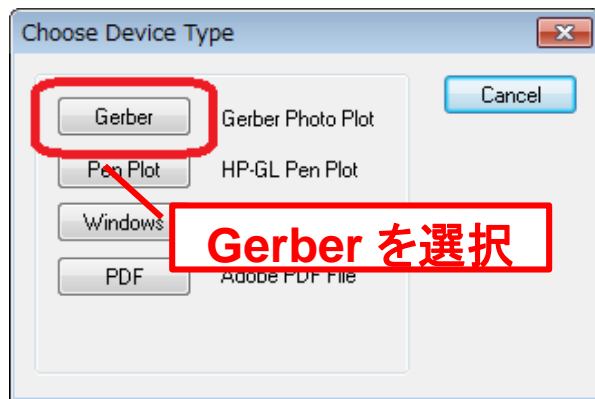 Choose Device Type
Cancel
Gerber Gerber Photo Plot
Pen Plot HP-GL Pen Plot
Windows
Gerber を選択
PDF Adobe PDF File